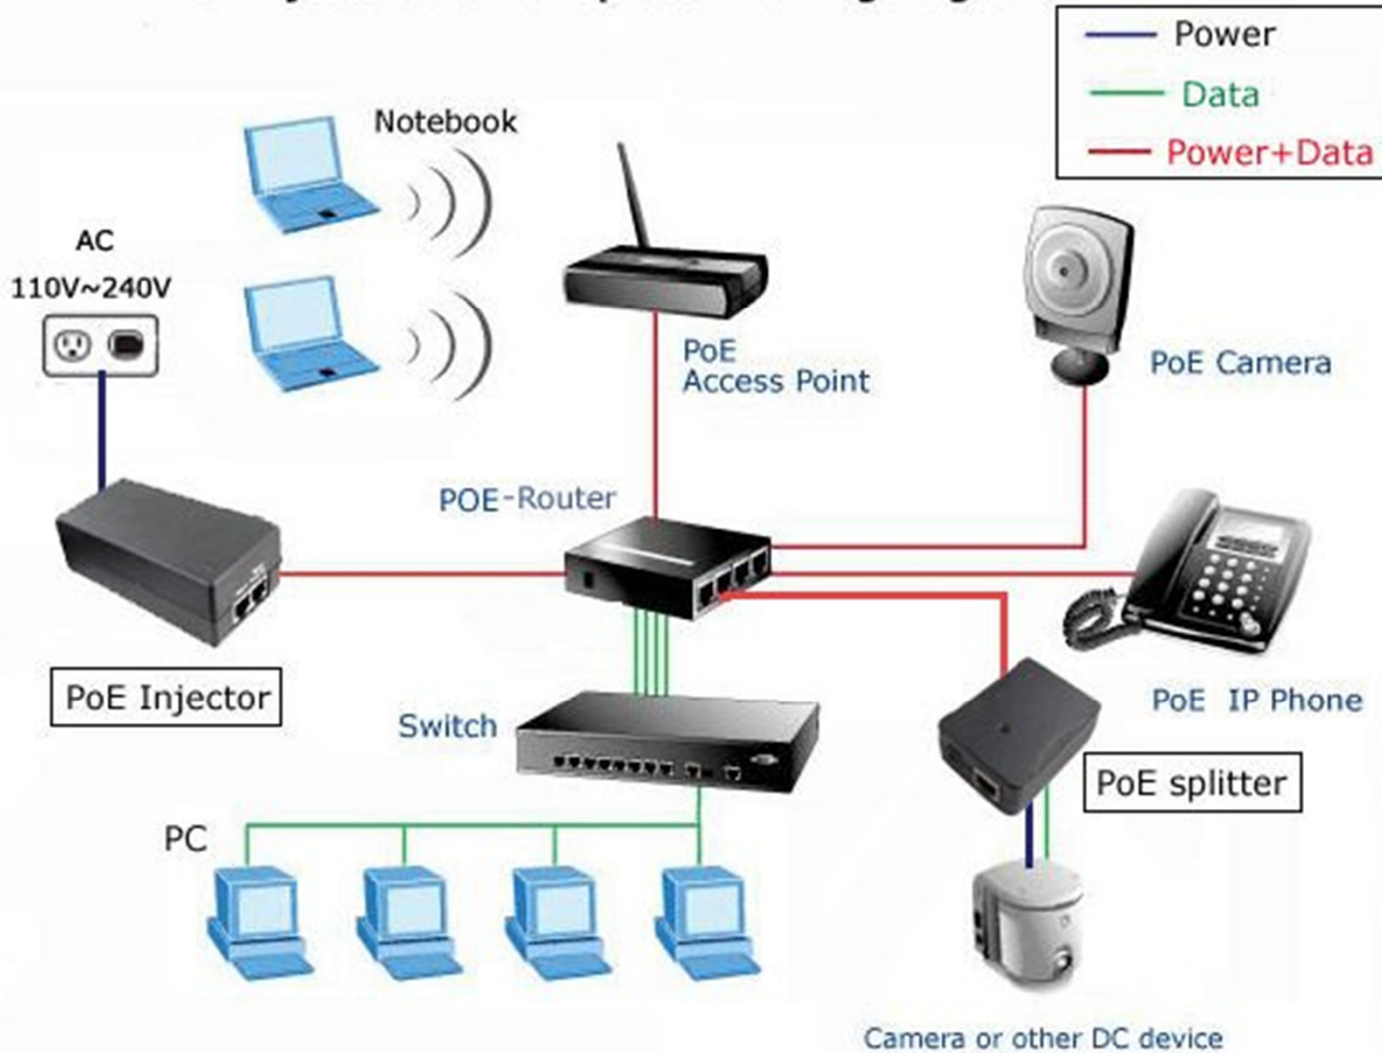 Power
Data
Power+Data
Notebook
AC
110V~240V
PoE
Access Point
PoE Camera
POE-Router
PoE Injector
Switch
PoE IP Phone
PoE splitter
PC
Camera or other DC device